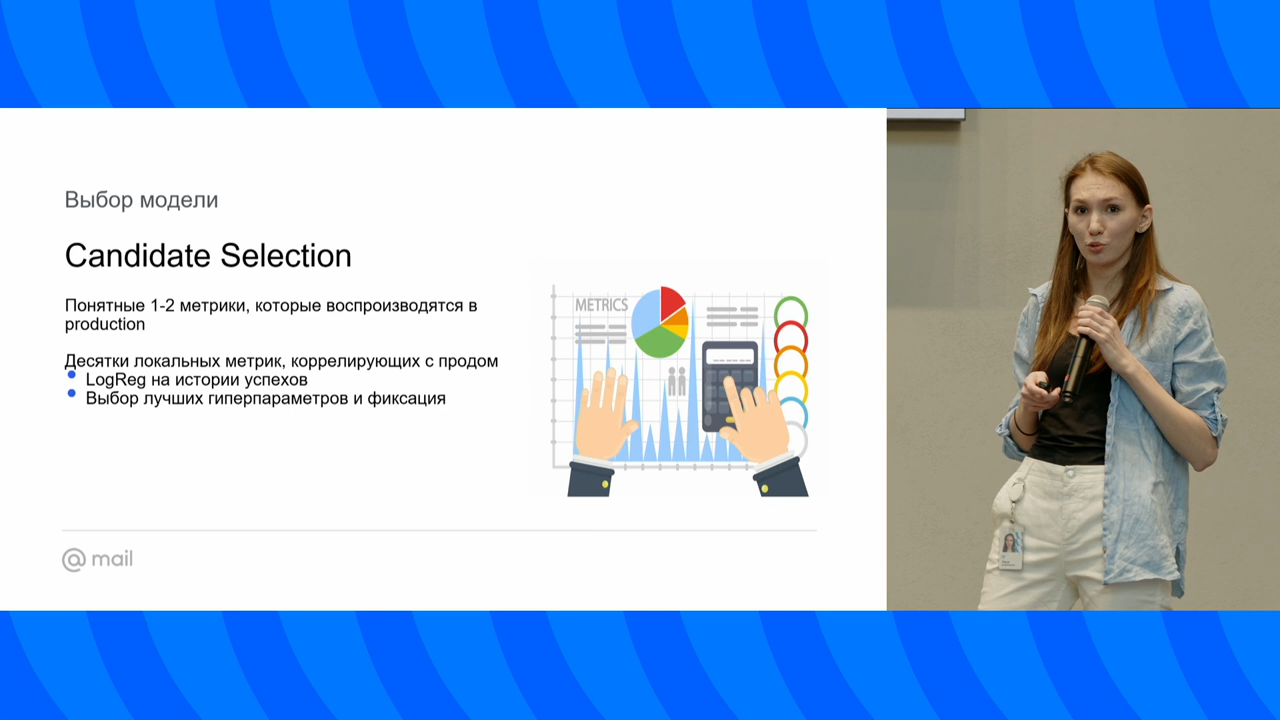 Выбор модели
Candidate Selection
Понятные 1-2 метрики, которые воспроизводятся в
production
Десятки локальных метрик, коррелирующих с продом
LogReg на истории успехов
Выбор лучших гиперпараметров и фиксация
METRICS
@mail